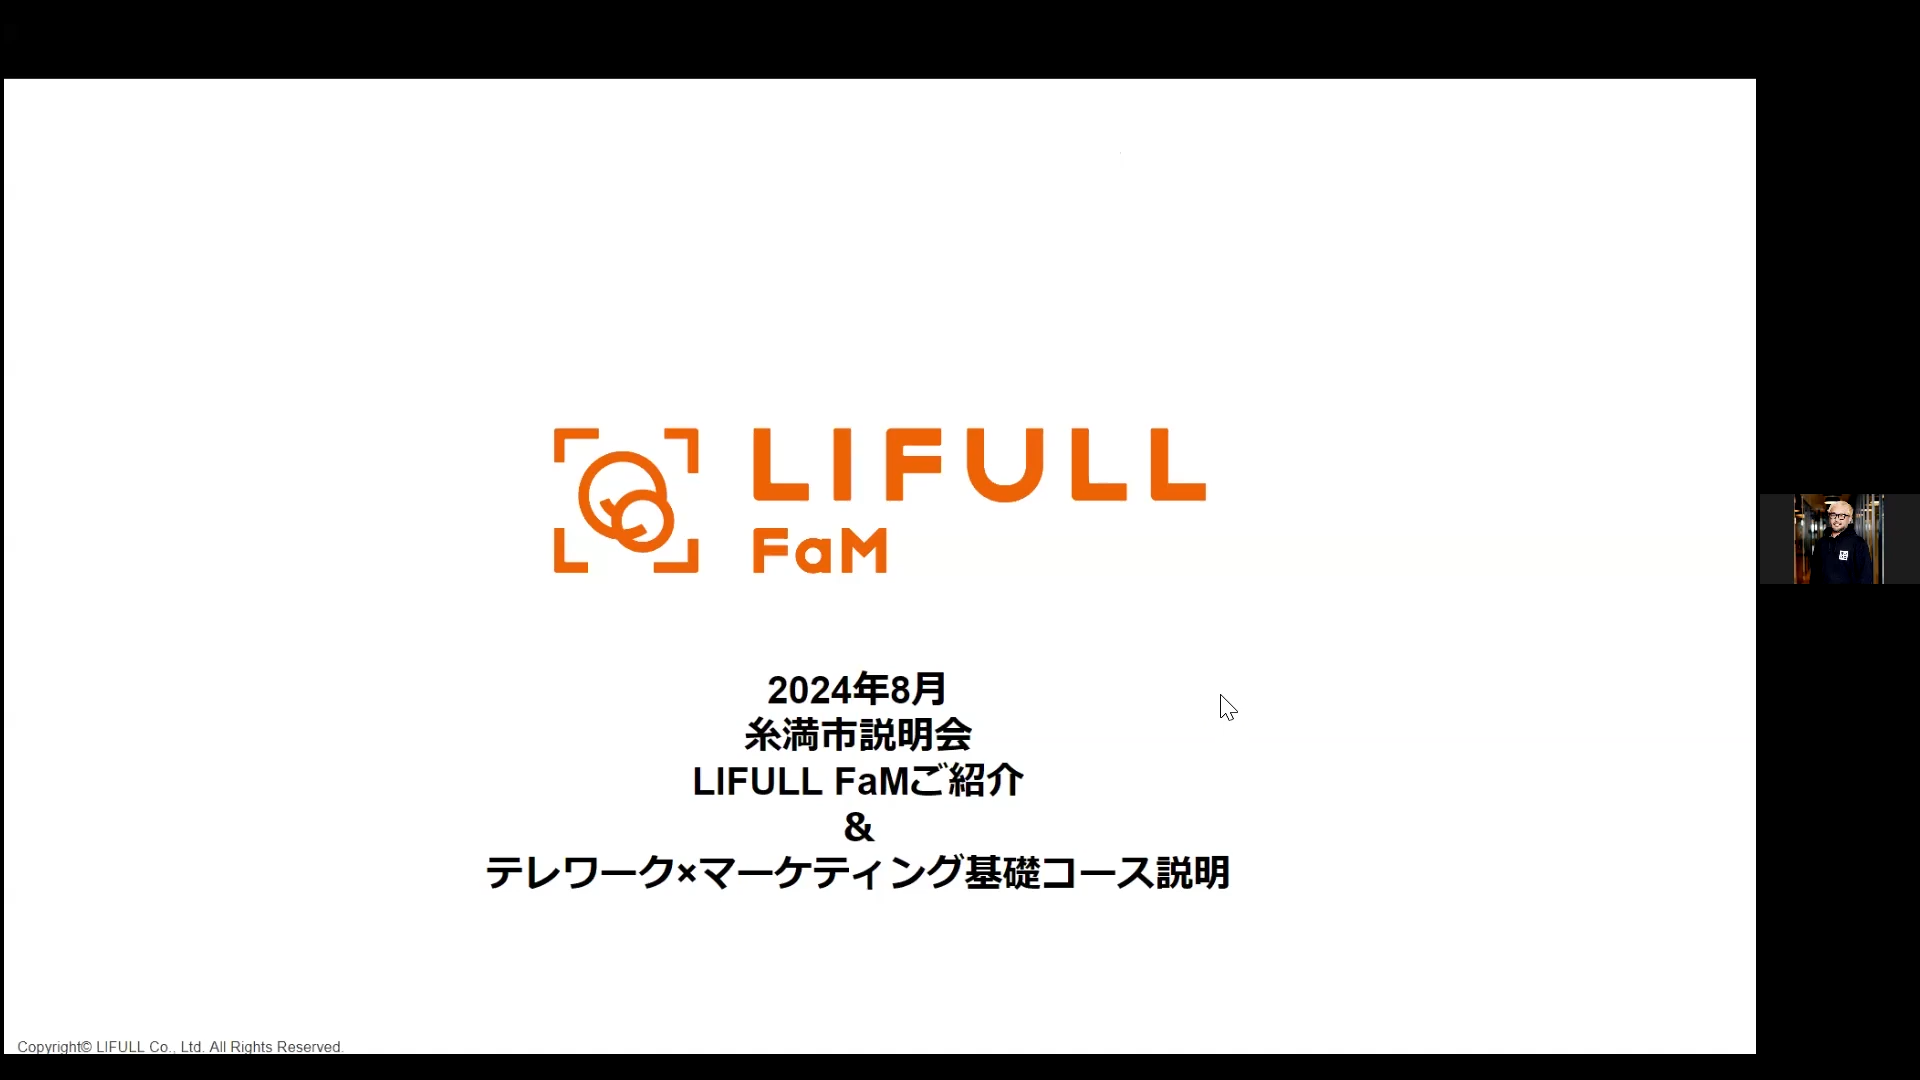 LIFULL
FaM
2024年8月
糸満市説明会
LIFULL FaMご紹介
&
テレワーク×マーケティング基礎コース説明
Copyright© LIFULL Co., Ltd. All Rights Reserved.